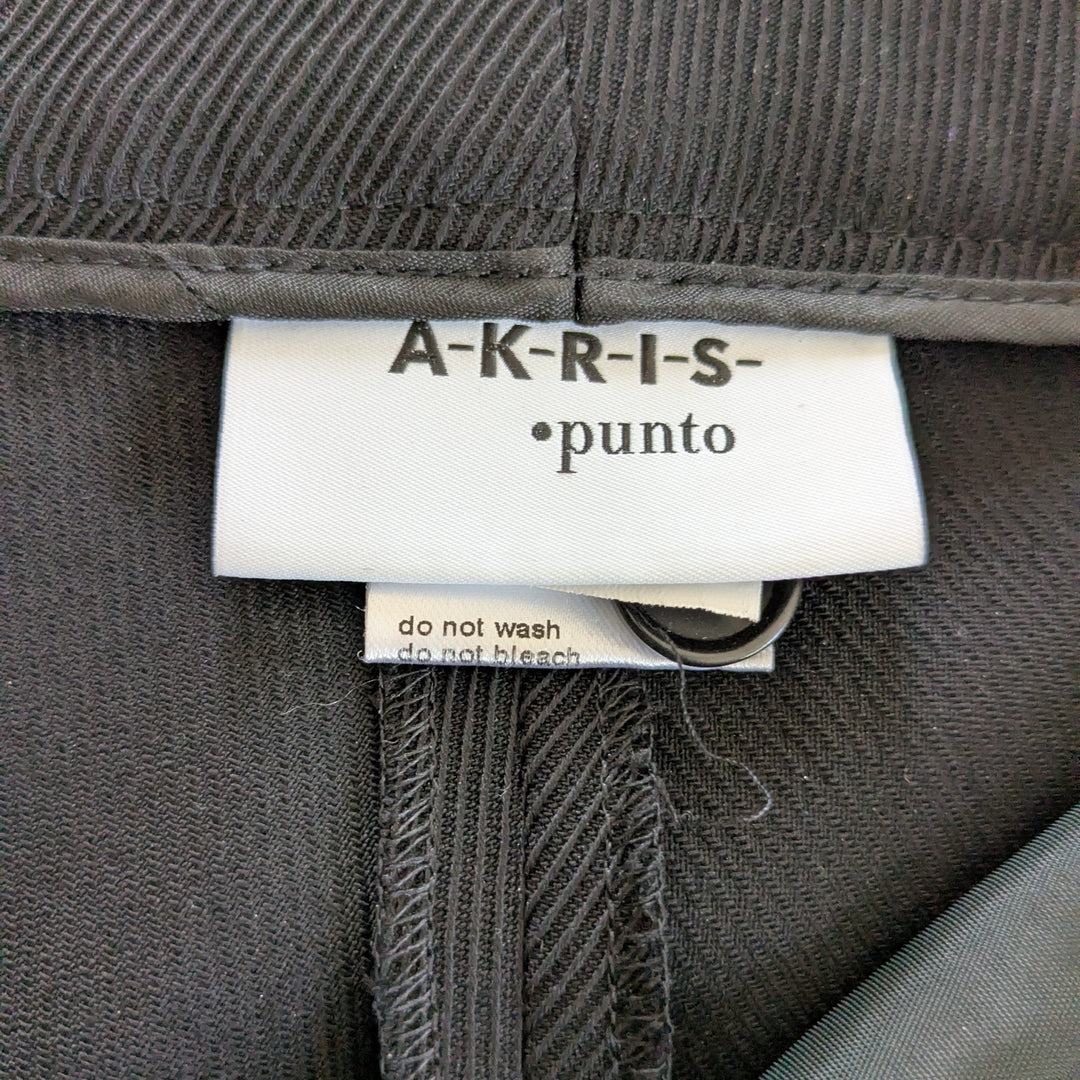 A-K-R-I-S-
•punto
do not wash
do not bleach